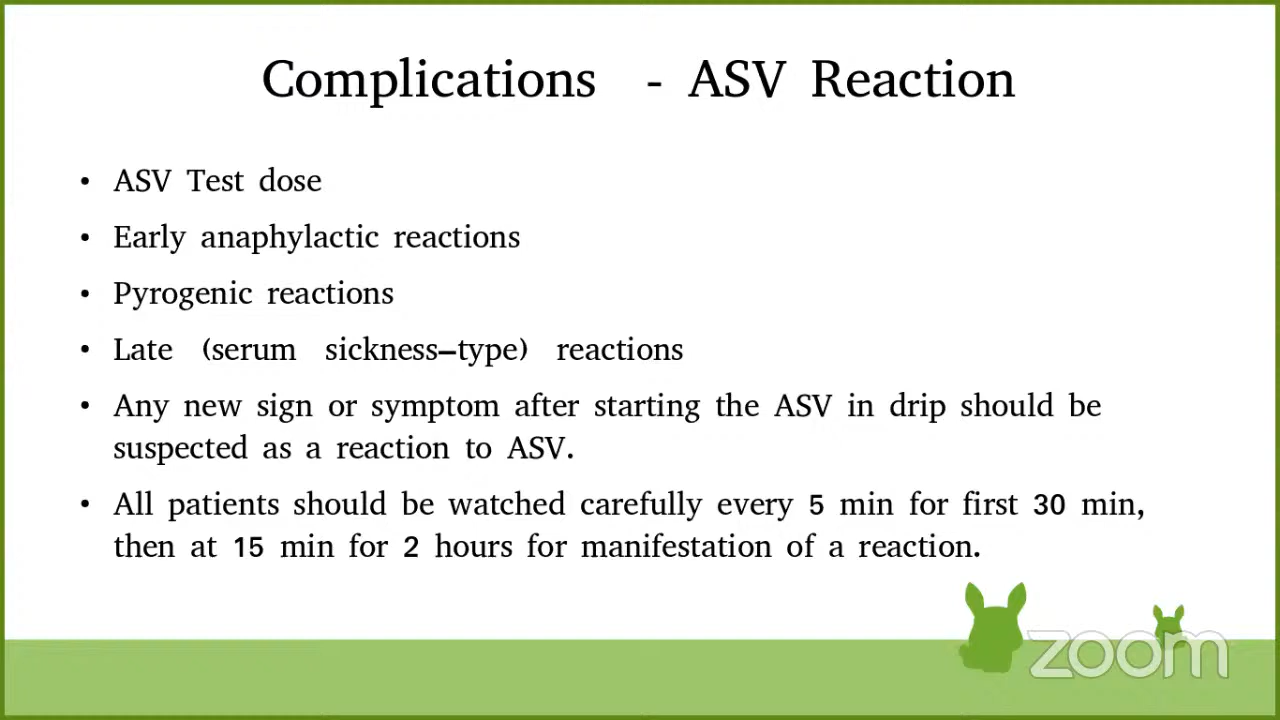 Complications - ASV Reaction
• ASV Test dose
• Early anaphylactic reactions
• Pyrogenic reactions
• Late (serum sickness–type) reactions
• Any new sign or symptom after starting the ASV in drip should be
suspected as a reaction to ASV.
• All patients should be watched carefully every 5 min for first 30 min,
then at 15 min for 2 hours for manifestation of a reaction.
zoom